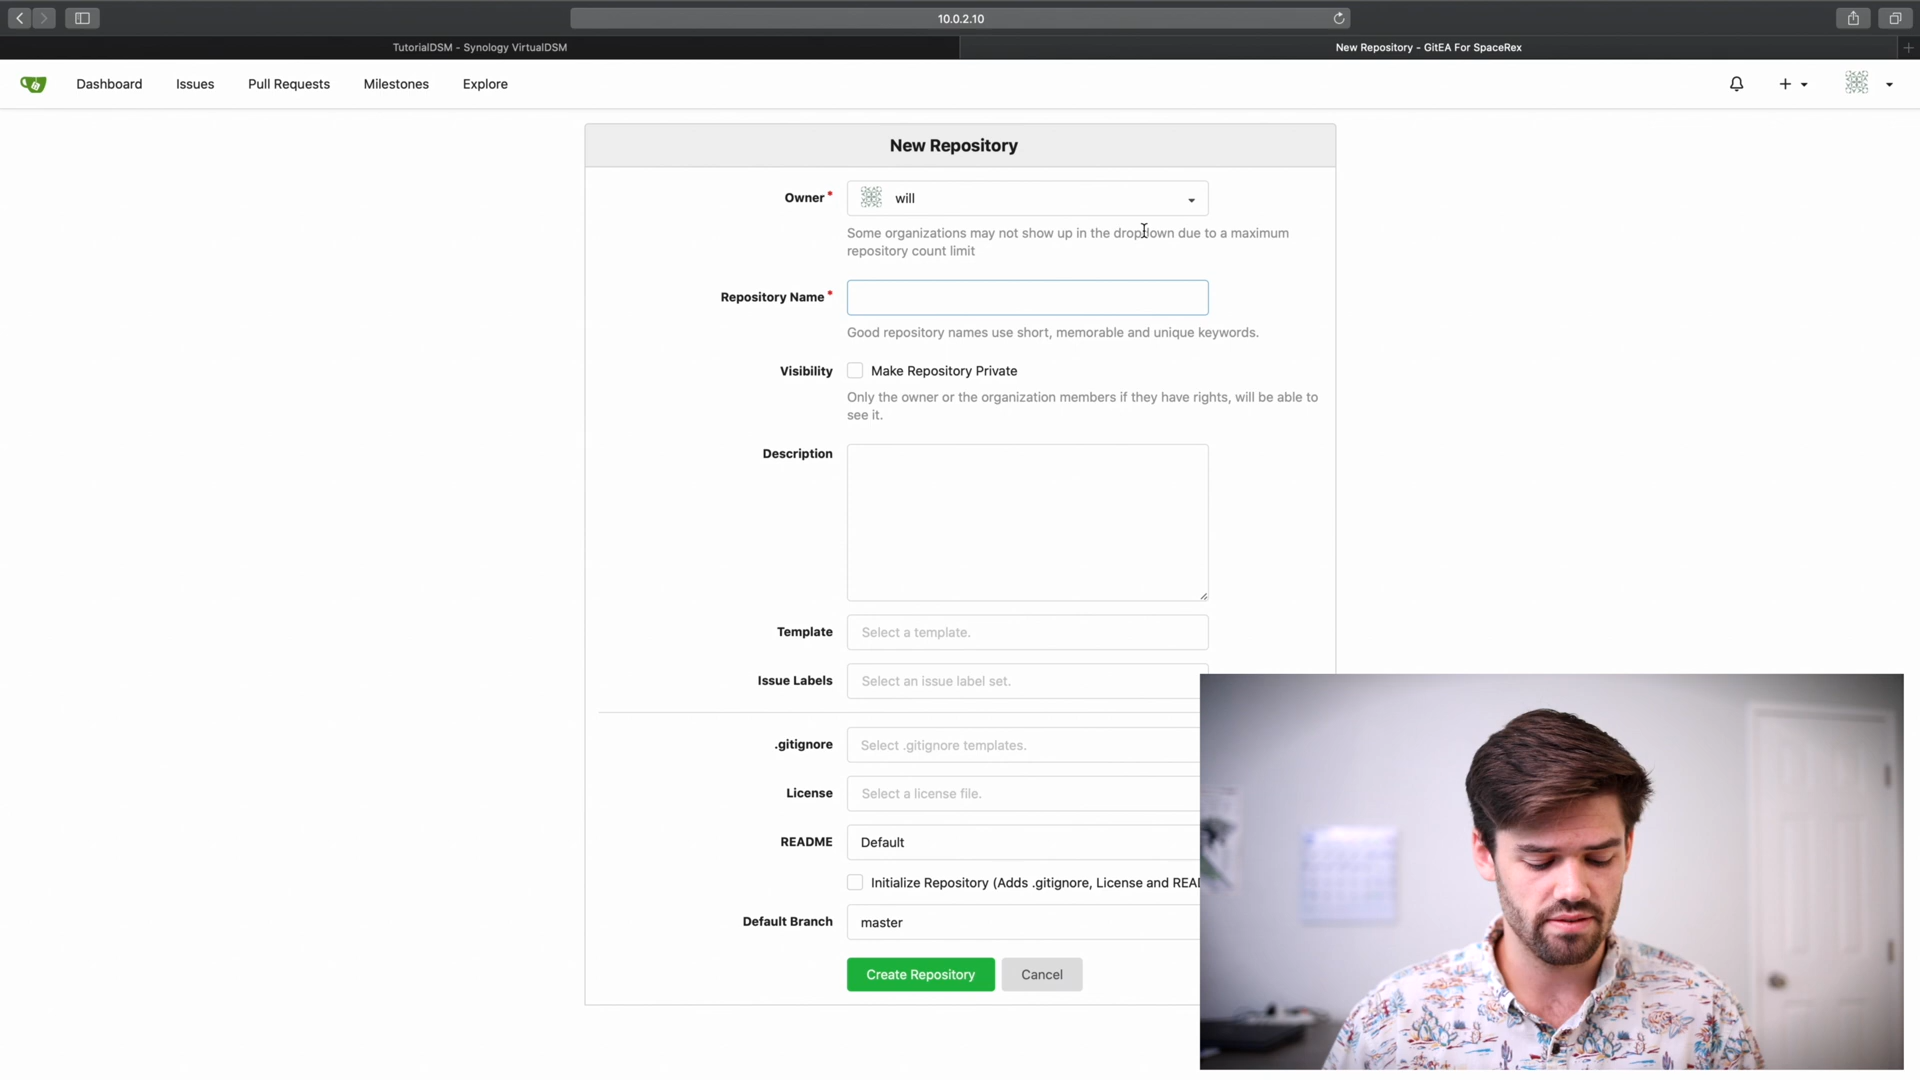 10.0.2.10
TutorialDSM - Synology VirtualDSM
New Repository - GitEA For SpaceRex
Dashboard
Issues
Pull Requests
Milestones
Explore
New Repository
Owner*
will
Some organizations may not show up in the dropdown due to a maximum
repository count limit
Repository Name*
Good repository names use short, memorable and unique keywords.
Visibility
Make Repository Private
Only the owner or the organization members if they have rights, will be able to
see it.
Description
Template
Select a template.
Issue Labels
Select an issue label set.
.gitignore
Select .gitignore templates.
License
Select a license file.
README
Default
Initialize Repository (Adds .gitignore, License and READ
Default Branch
master
Create Repository
Cancel